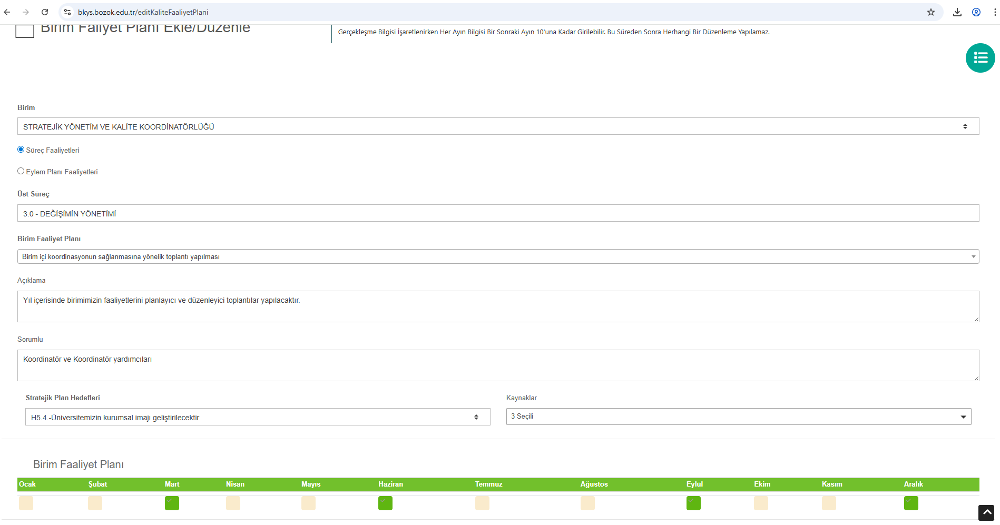 bkys.bozok.edu.tr/editKaliteFaaliyetPlani
Birim Faliyet Planı Ekle/Düzenle
Gerçekleşme Bilgisi İşaretlenirken Her Ayın Bilgisi Bir Sonraki Ayın 10'una Kadar Girilebilir. Bu Süreden Sonra Herhangi Bir Düzenleme Yapılamaz.
Birim
STRATEJİK YÖNETİM VE KALİTE KOORDİNATÖRLÜĞÜ
Süreç Faaliyetleri
Eylem Planı Faaliyetleri
Üst Süreç
3.0 - DEĞİŞİMİN YÖNETİMİ
Birim Faaliyet Planı
Birim içi koordinasyonun sağlanmasına yönelik toplantı yapılması
Açıklama
Yıl içerisinde birimimizin faaliyetlerini planlayıcı ve düzenleyici toplantılar yapılacaktır.
Sorumlu
Koordinatör ve Koordinatör yardımcıları
Stratejik Plan Hedefleri
H5.4.-Üniversitemizin kurumsal imajı geliştirilecektir
Kaynaklar
3 Seçili
Birim Faaliyet Planı
Ocak Şubat Mart Nisan Mayıs Haziran Temmuz Ağustos Eylül Ekim Kasım Aralık